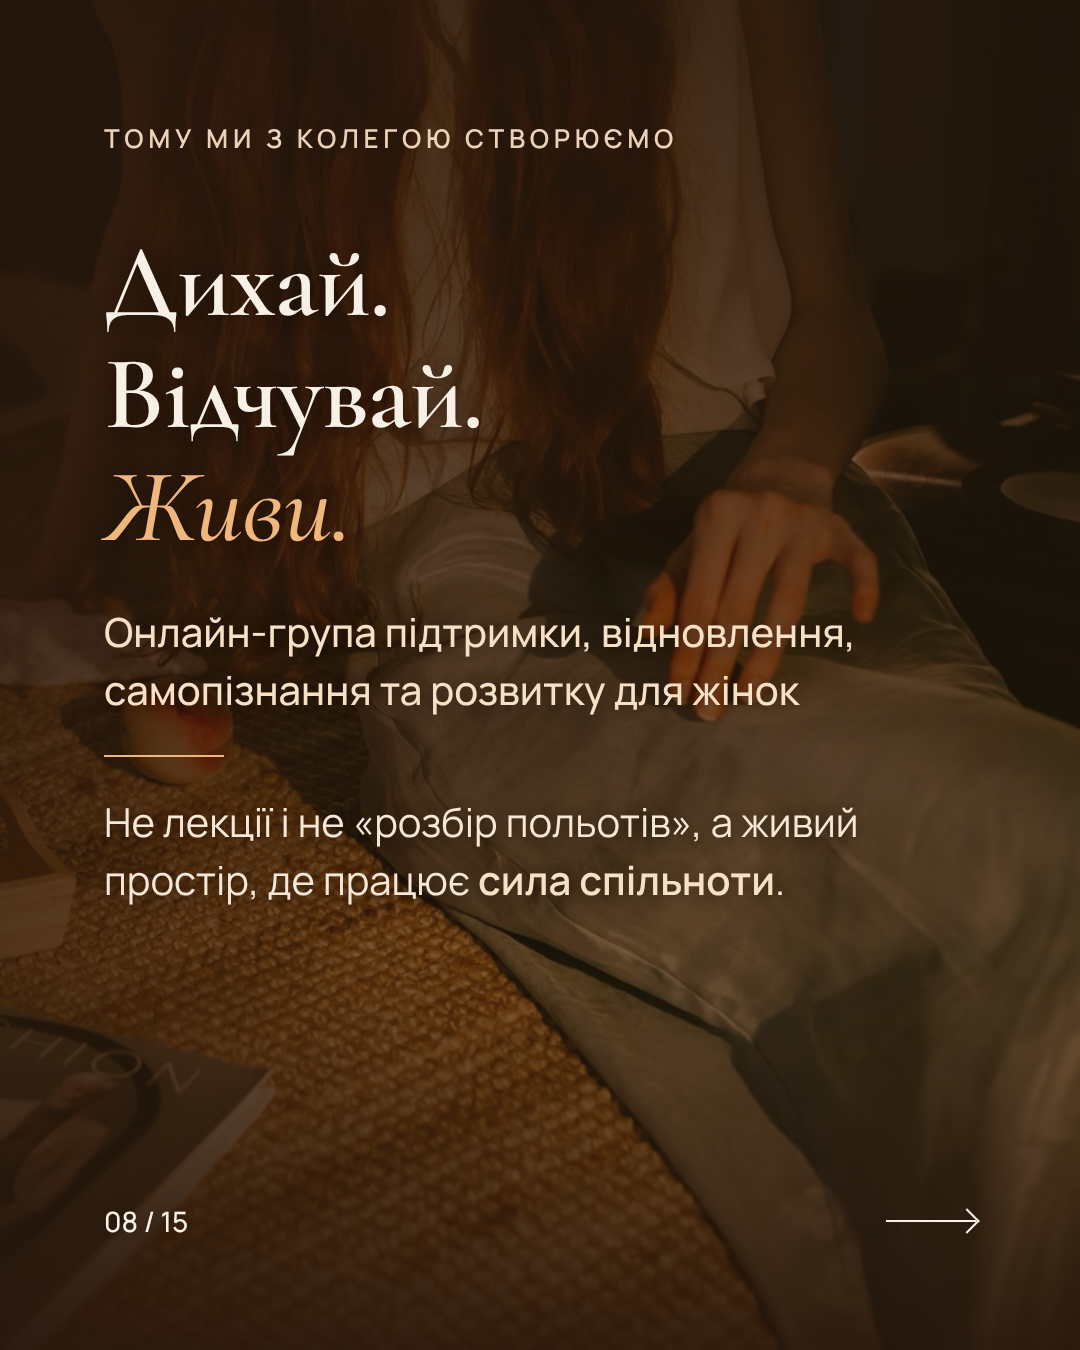 ТОМУ МИ З КОЛЕГОЮ СТВОРЮЄМО
Дихай.
Відчувай.
Живи.
Онлайн-група підтримки, відновлення,
самопізнання та розвитку для жінок
Не лекції і не «розбір польотів», а живий
простір, де працює сила спільноти.
HION
08 / 15